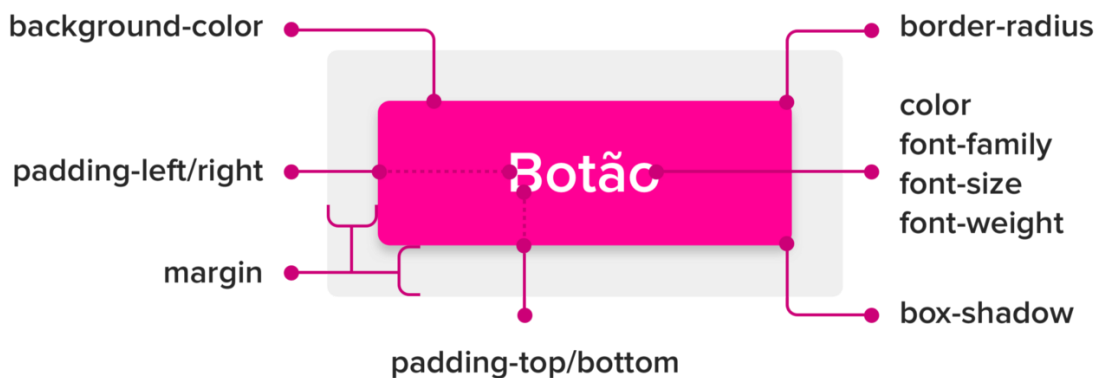 background-color
border-radius
color
font-family
font-size
font-weight
padding-left/right
Botão
margin
box-shadow
padding-top/bottom